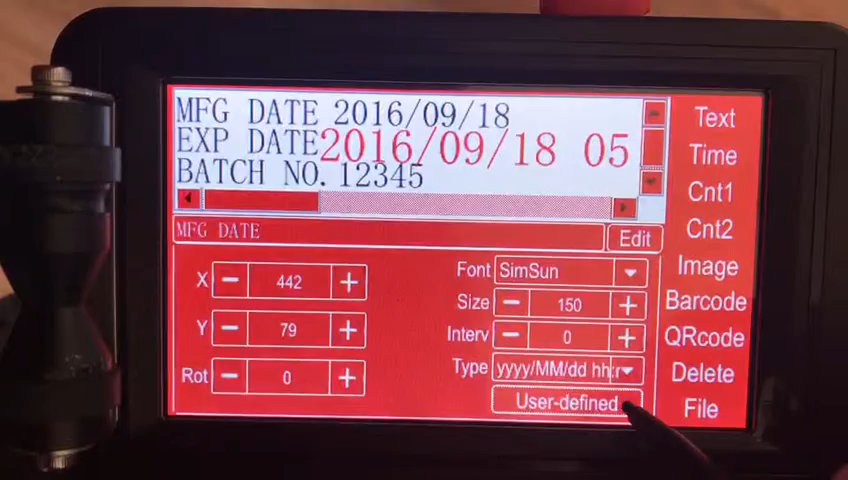 MFG DATE 2016/09/18
EXP DATE 2016/09/18 05
BATCH NO. 12345
MFG DATE
Edit
X - 442 +
Y - 79 +
Rot - 0 +
Font SimSun
Size - 150 +
Interv - 0 +
Type yyyy/MM/dd hh:r
User-defined
Text
Time
Cnt1
Cnt2
Image
Barcode
QRcode
Delete
File